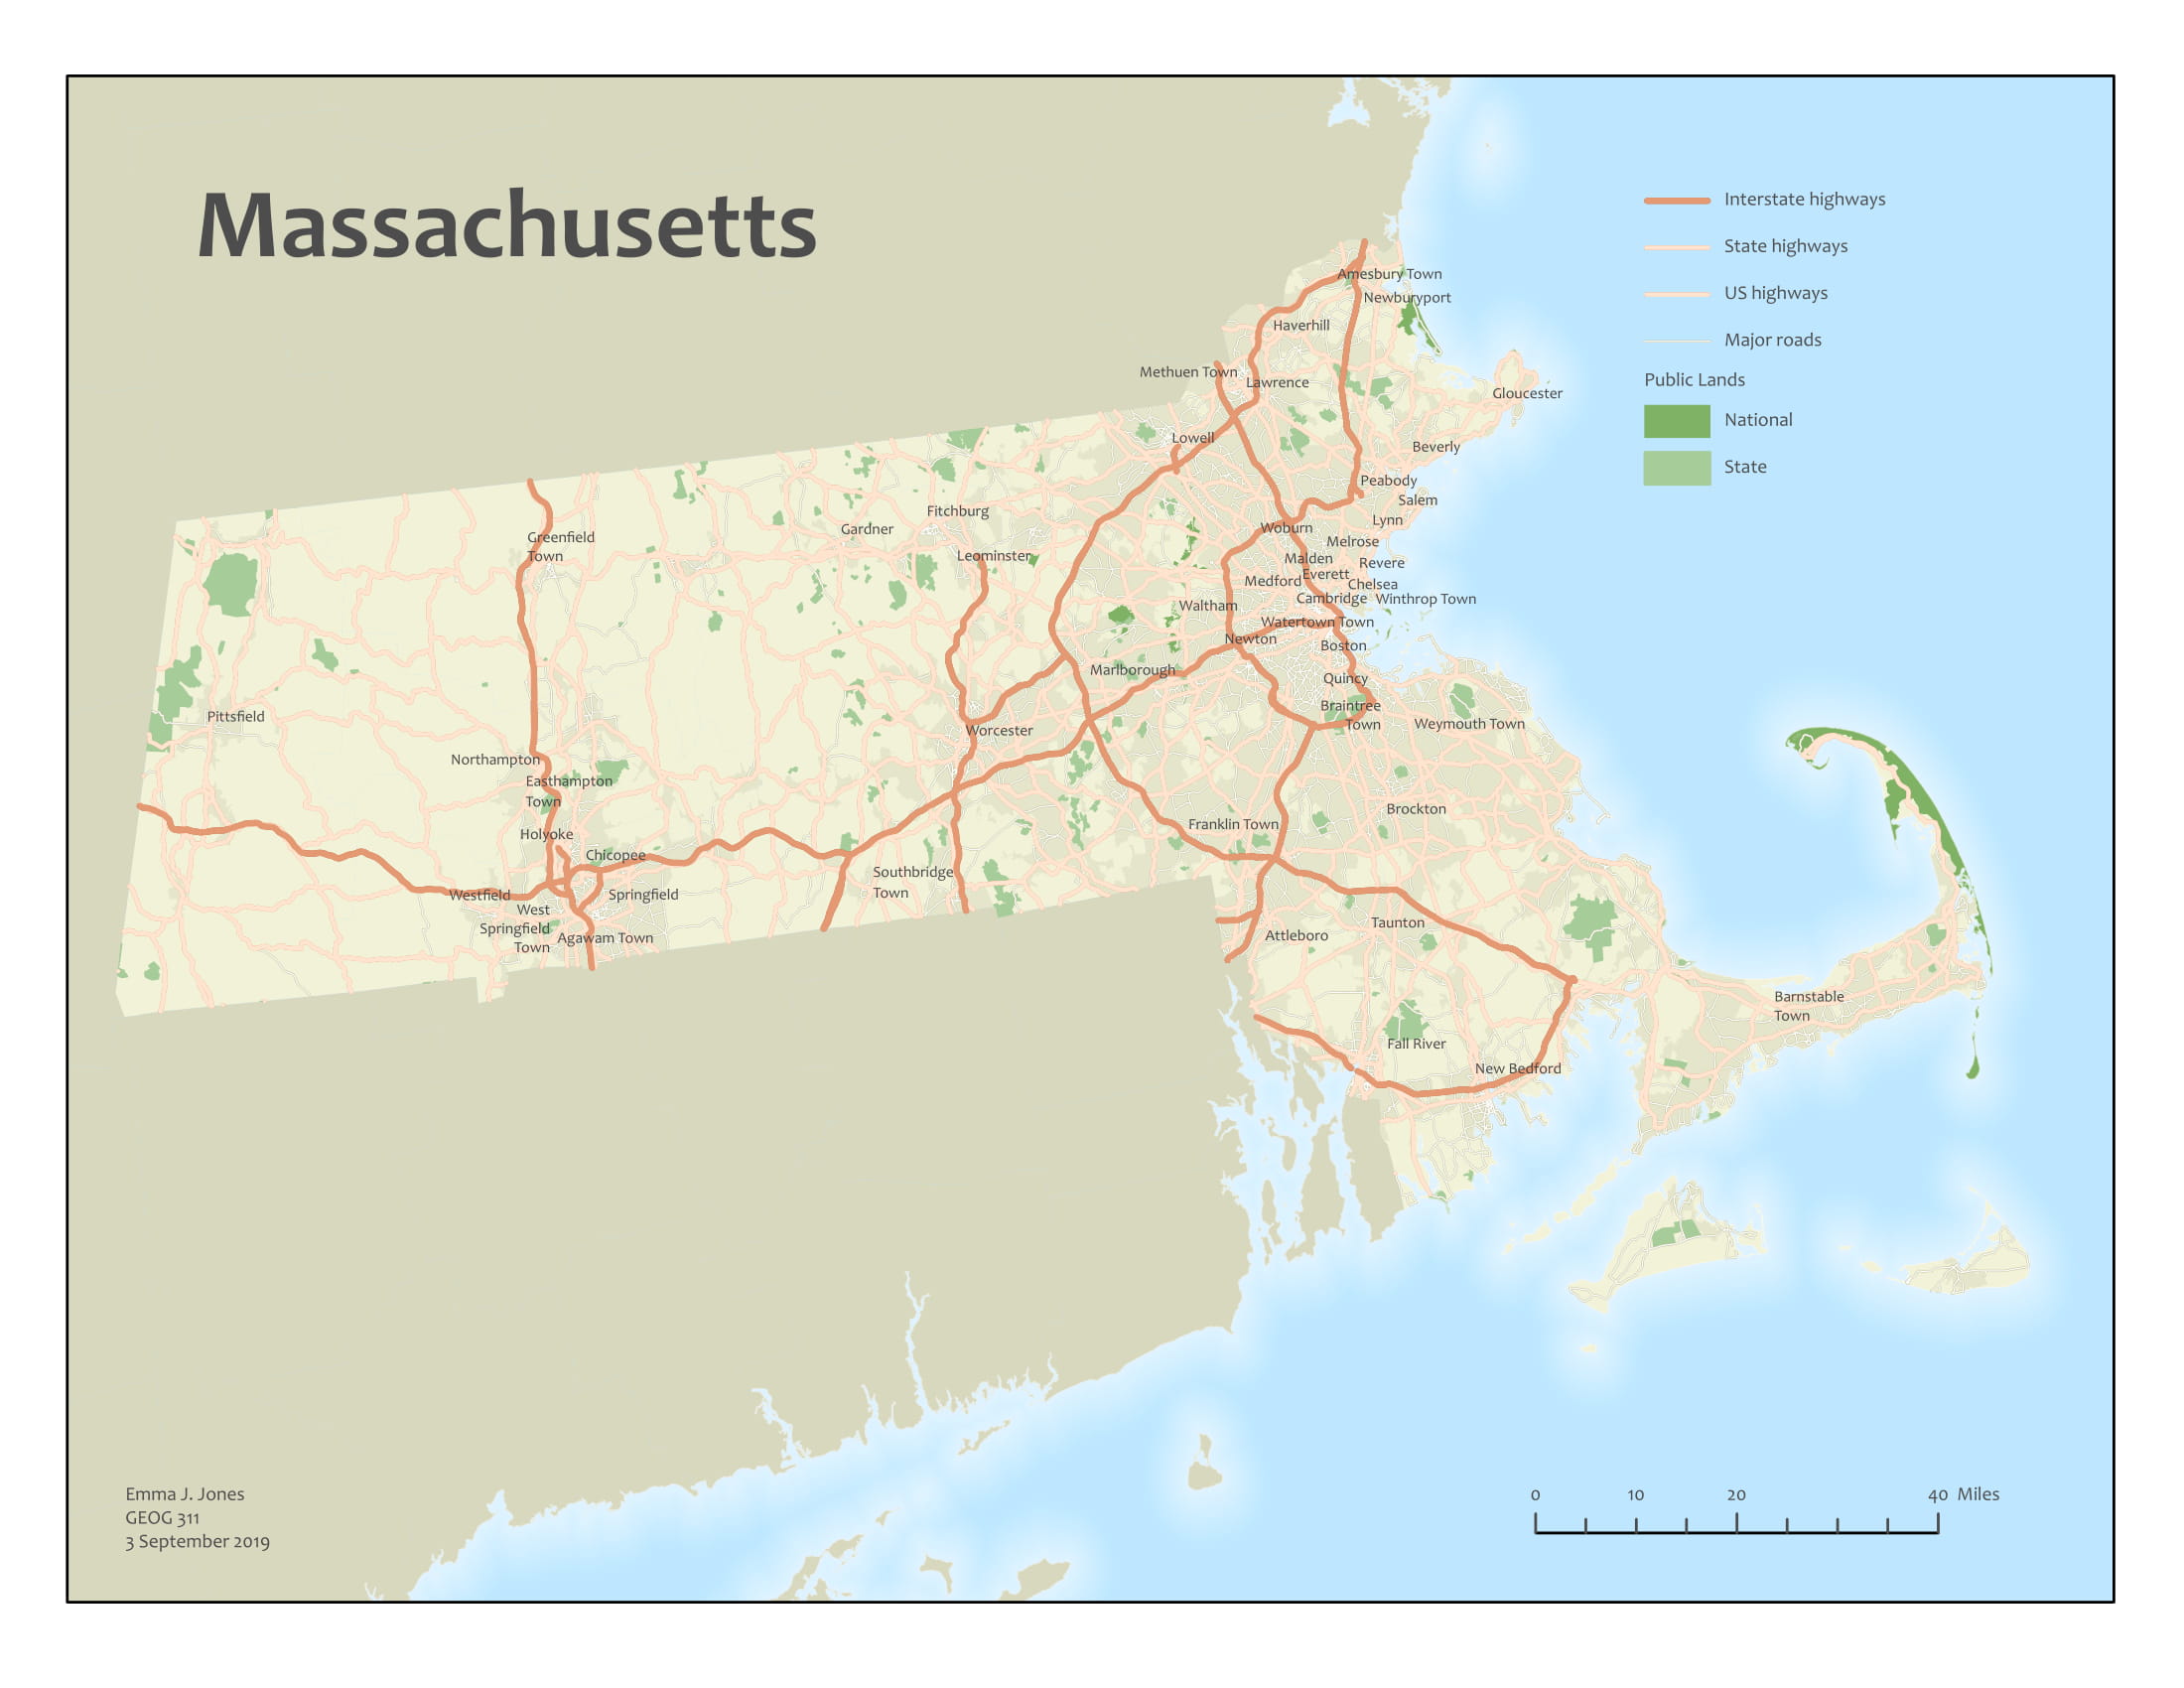 Massachusetts
Interstate highways
State highways
US highways
Major roads
Public Lands
National
State
Amesbury Town
Newburyport
Haverhill
Methuen Town
Lawrence
Gloucester
Lowell
Beverly
Peabody
Salem
Fitchburg
Gardner
Lynn
Woburn
Greenfield
Town
Melrose
Leominster
Malden
Revere
Everett
Medford
Chelsea
Cambridge
Winthrop Town
Waltham
Watertown Town
Newton
Boston
Marlborough
Quincy
Braintree
Town
Pittsfield
Weymouth Town
Worcester
Northampton
Easthampton
Town
Brockton
Franklin Town
Holyoke
Chicopee
Southbridge
Town
Westfield
Springfield
West
Springfield
Town
Agawam Town
Taunton
Attleboro
Barnstable
Town
Fall River
New Bedford
Emma J. Jones
GEOG 311
3 September 2019
0 10 20 40 Miles